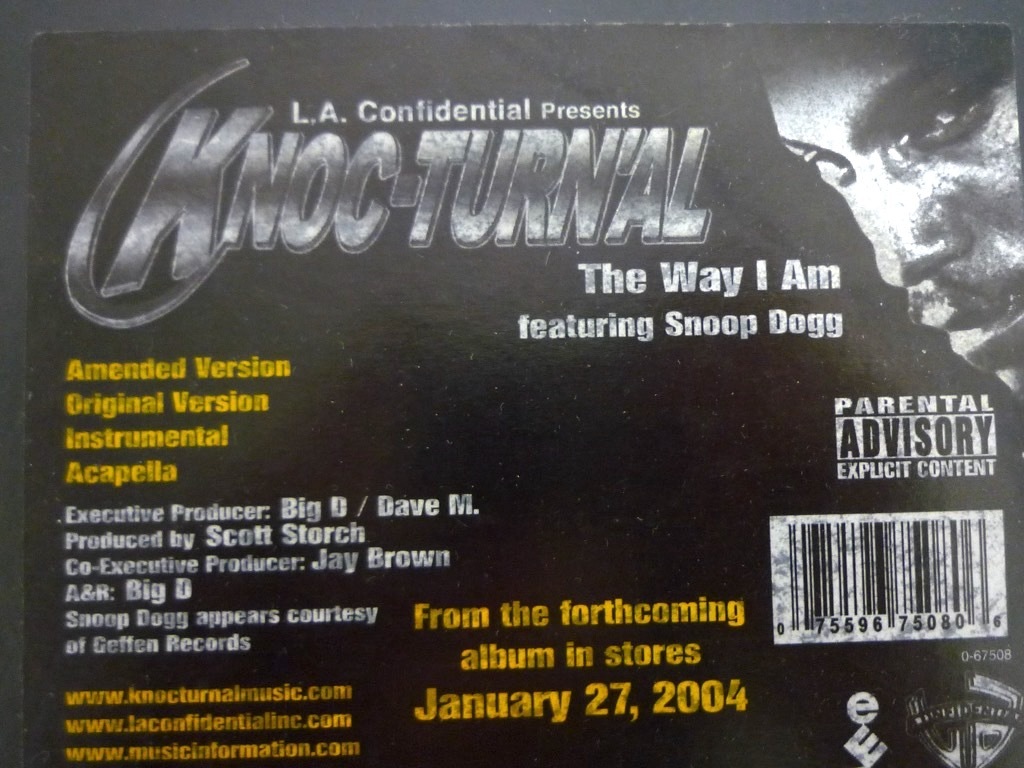 L.A. Confidential Presents
KNOC-TURN'AL
The Way I Am
featuring Snoop Dogg
Amended Version
Original Version
Instrumental
Acapella
PARENTAL
ADVISORY
EXPLICIT CONTENT
Executive Producer: Big D / Dave M.
Produced by Scott Storch
Co-Executive Producer: Jay Brown
A&R: Big D
Snoop Dogg appears courtesy
of Geffen Records
From the forthcoming
album in stores
January 27, 2004
0 75596 75080 6
0-67508
www.knocturnalmusic.com
www.laconfidentialinc.com
www.musicinformation.com